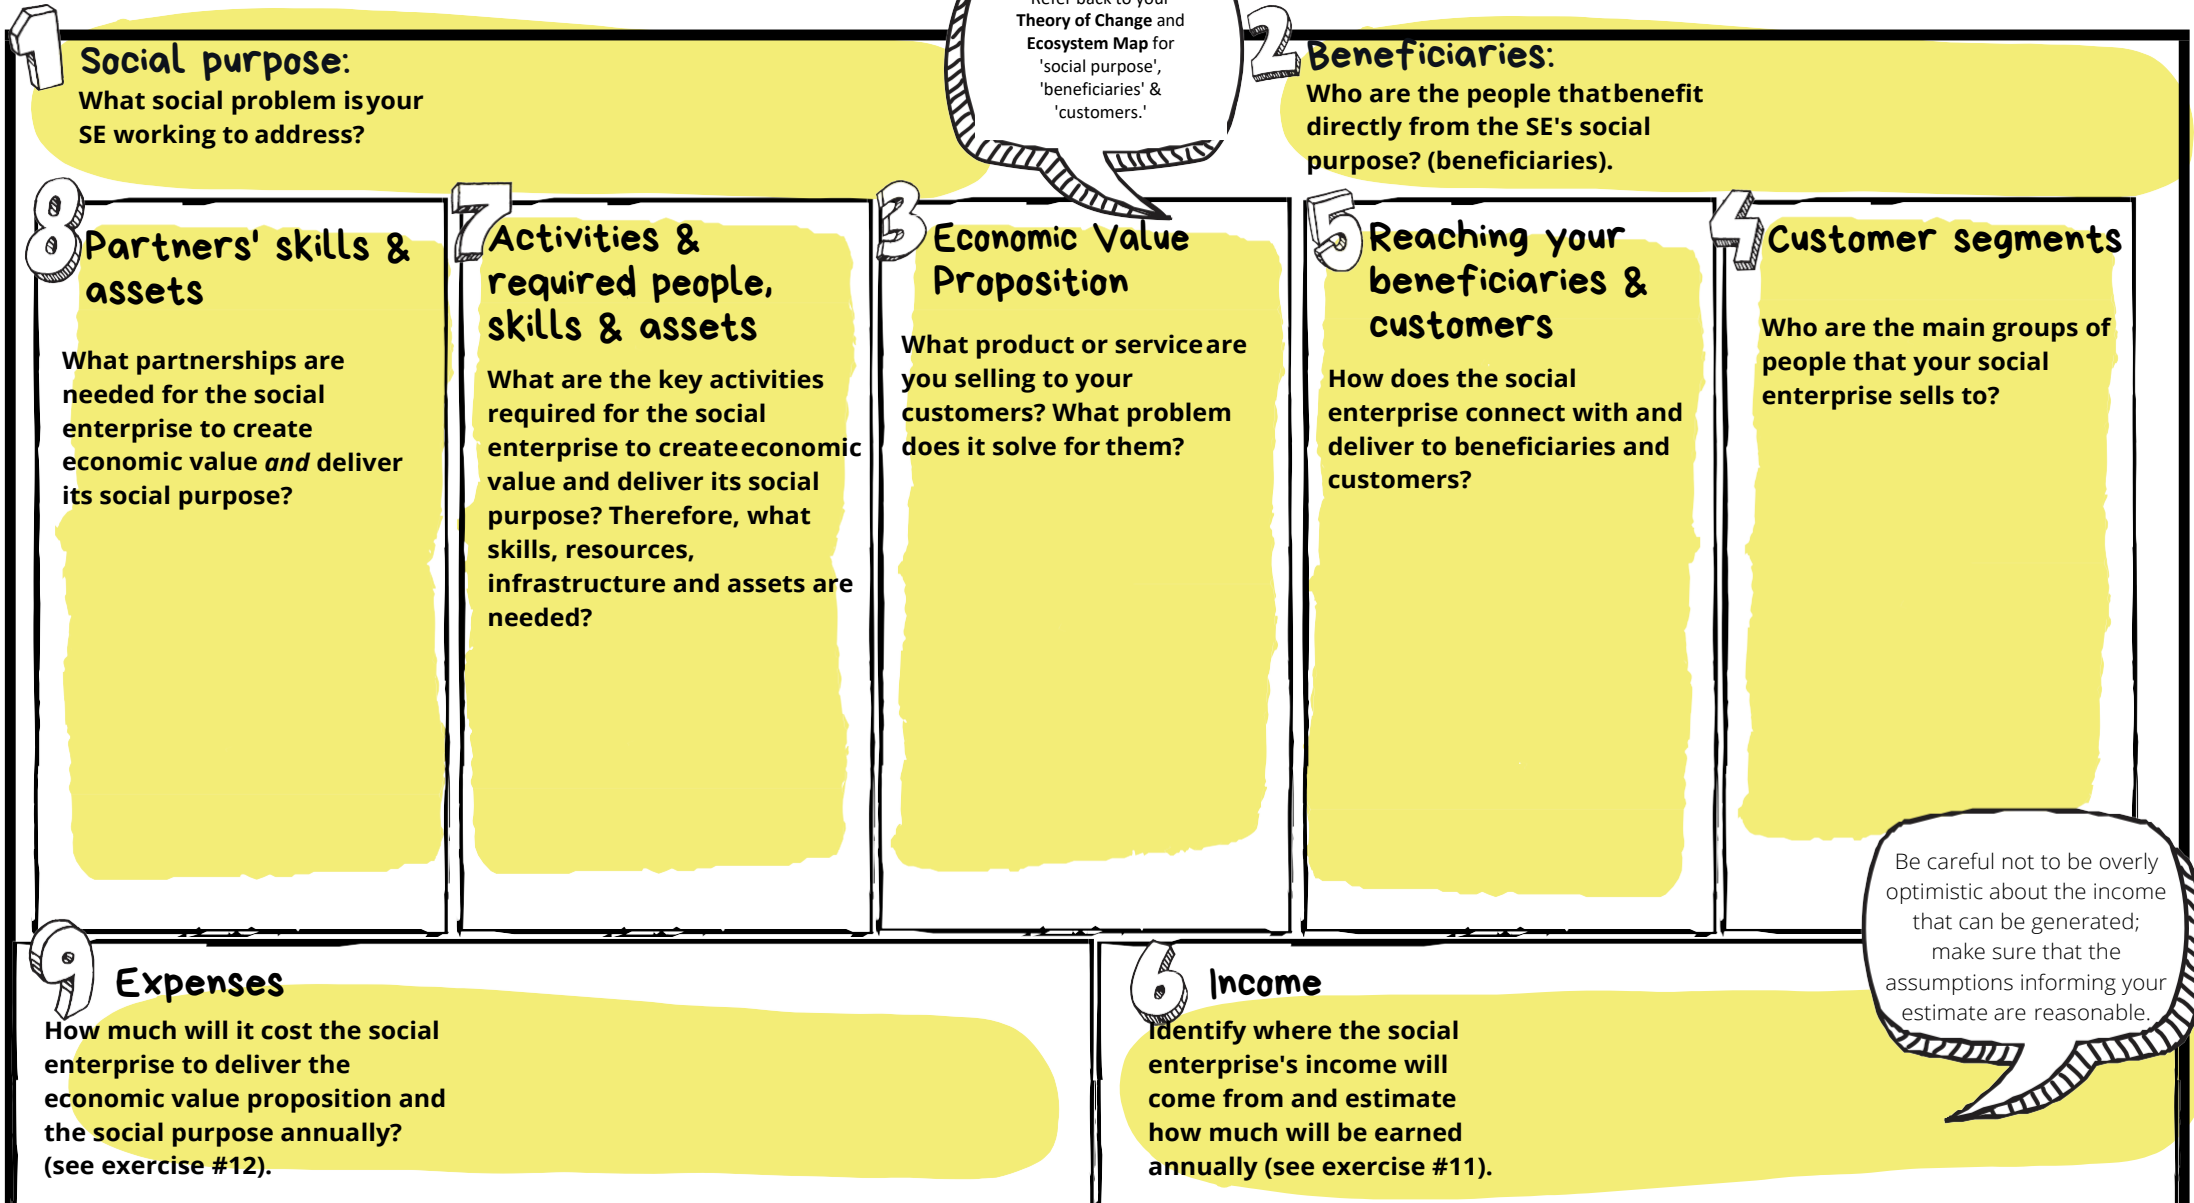 1
Social purpose:
What social problem is your
SE working to address?
Refer back to your
Theory of Change and
Ecosystem Map for
'social purpose',
'beneficiaries' &
'customers.'
2
Beneficiaries:
Who are the people that benefit
directly from the SE's social
purpose? (beneficiaries).
8
Partners' skills &
assets
What partnerships are
needed for the social
enterprise to create
economic value and deliver
its social purpose?
7
Activities &
required people,
skills & assets
What are the key activities
required for the social
enterprise to create economic
value and deliver its social
purpose? Therefore, what
skills, resources,
infrastructure and assets are
needed?
3
Economic Value
Proposition
What product or service are
you selling to your
customers? What problem
does it solve for them?
5
Reaching your
beneficiaries &
customers
How does the social
enterprise connect with and
deliver to beneficiaries and
customers?
4
Customer segments
Who are the main groups of
people that your social
enterprise sells to?
9
Expenses
How much will it cost the social
enterprise to deliver the
economic value proposition and
the social purpose annually?
(see exercise #12).
6
Income
Identify where the social
enterprise's income will
come from and estimate
how much will be earned
annually (see exercise #11).
Be careful not to be overly
optimistic about the income
that can be generated;
make sure that the
assumptions informing your
estimate are reasonable.